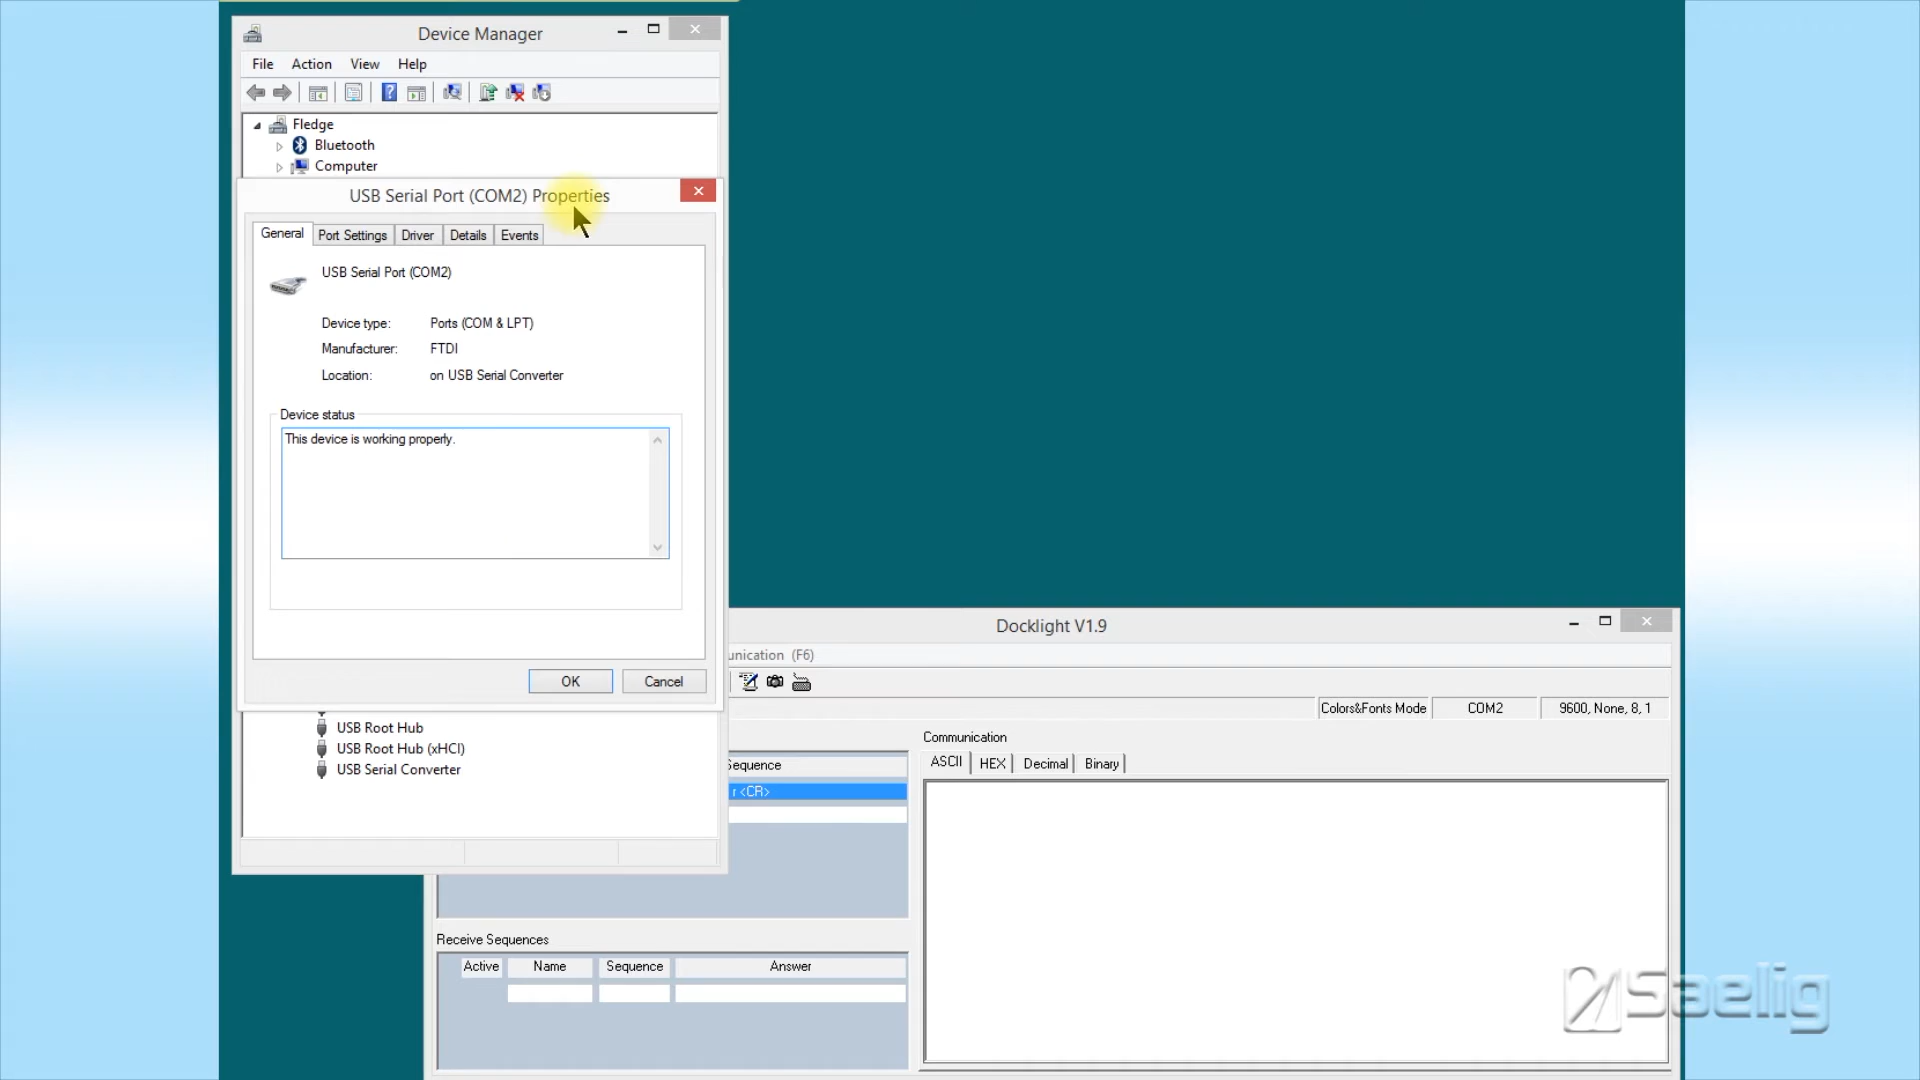 Device Manager
File Action View Help
Fledge
Bluetooth
Computer
USB Serial Port (COM2) Properties
General Port Settings Driver Details Events
USB Serial Port (COM2)
Device type: Ports (COM & LPT)
Manufacturer: FTDI
Location: on USB Serial Converter
Device status
This device is working properly.
OK Cancel
USB Root Hub
USB Root Hub (xHCI)
USB Serial Converter
Docklight V1.9
unication (F6)
Colors&Fonts Mode COM2 9600, None, 8, 1
Sequence
r<CR>
Communication
ASCII HEX Decimal Binary
Receive Sequences
Active Name Sequence Answer
Saelig